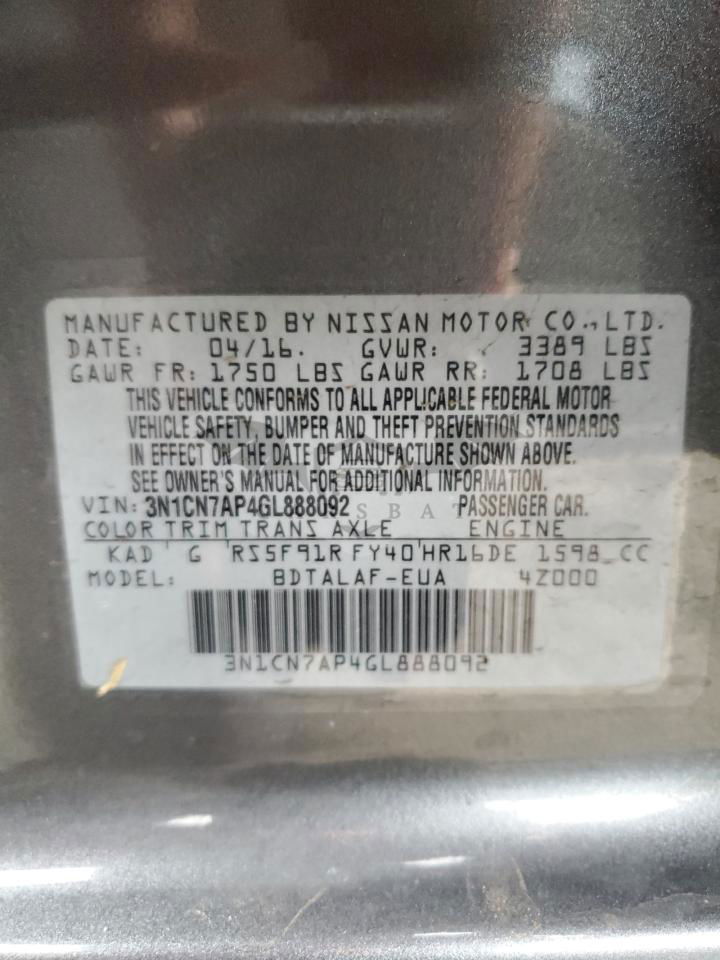 MANUFACTURED BY NISSAN MOTOR CO., LTD.
DATE: 04/16. GVWR: 3389 LBS
GAWR FR: 1750 LBS GAWR RR: 1708 LBS
THIS VEHICLE CONFORMS TO ALL APPLICABLE FEDERAL MOTOR
VEHICLE SAFETY, BUMPER AND THEFT PREVENTION STANDARDS
IN EFFECT ON THE DATE OF MANUFACTURE SHOWN ABOVE.
SEE OWNER'S MANUAL FOR ADDITIONAL INFORMATION.
VIN: 3N1CN7AP4GL888092 PASSENGER CAR.
COLOR TRIM TRANS AXLE ENGINE
KAD G RS5F91R FY40 HR16DE 1598 CC
MODEL: BDTALAF-EUA 4Z000
3N1CN7AP4GL888092